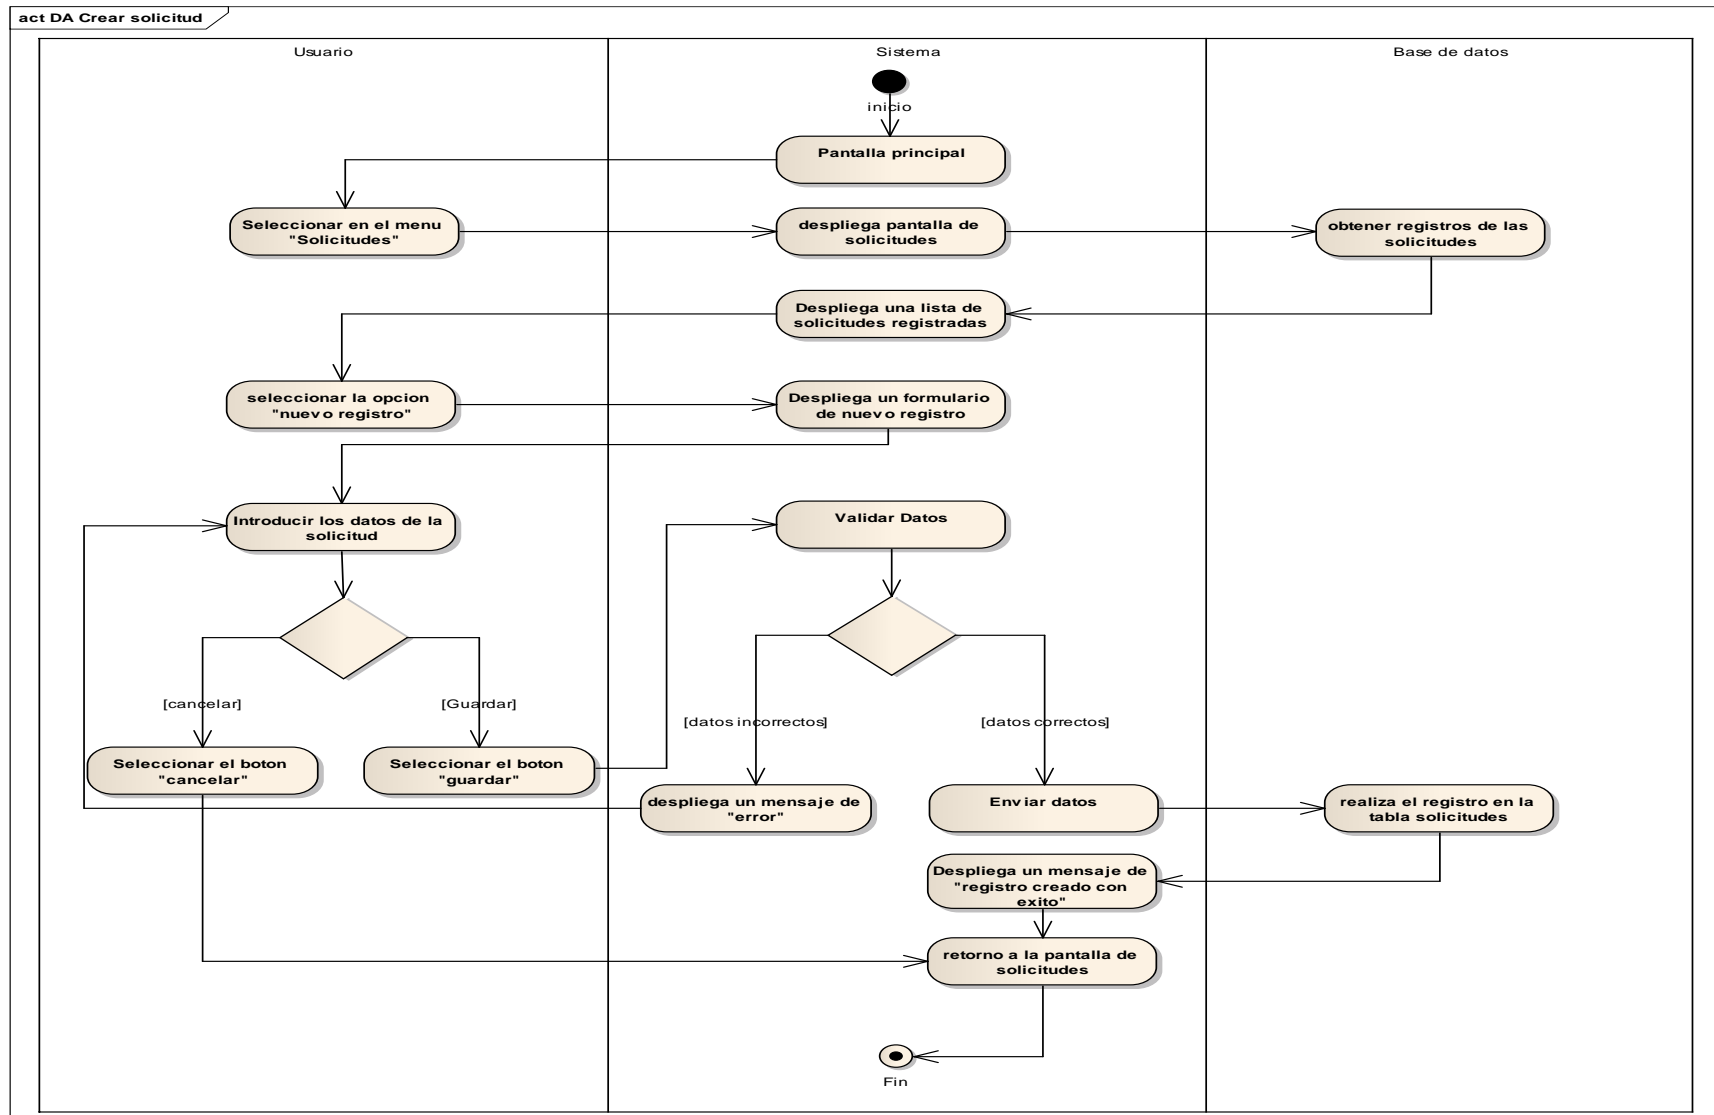 act DA Crear solicitud
Usuario
Sistema
Base de datos
inicio
Pantalla principal
Seleccionar en el menu
"Solicitudes"
despliega pantalla de
solicitudes
obtener registros de las
solicitudes
Despliega una lista de
solicitudes registradas
seleccionar la opcion
"nuevo registro"
Despliega un formulario
de nuevo registro
Introducir los datos de la
solicitud
Validar Datos
[cancelar]
[Guardar]
[datos incorrectos]
[datos correctos]
Seleccionar el boton
"cancelar"
Seleccionar el boton
"guardar"
despliega un mensaje de
"error"
Enviar datos
realiza el registro en la
tabla solicitudes
Despliega un mensaje de
"registro creado con
exito"
retorno a la pantalla de
solicitudes
Fin